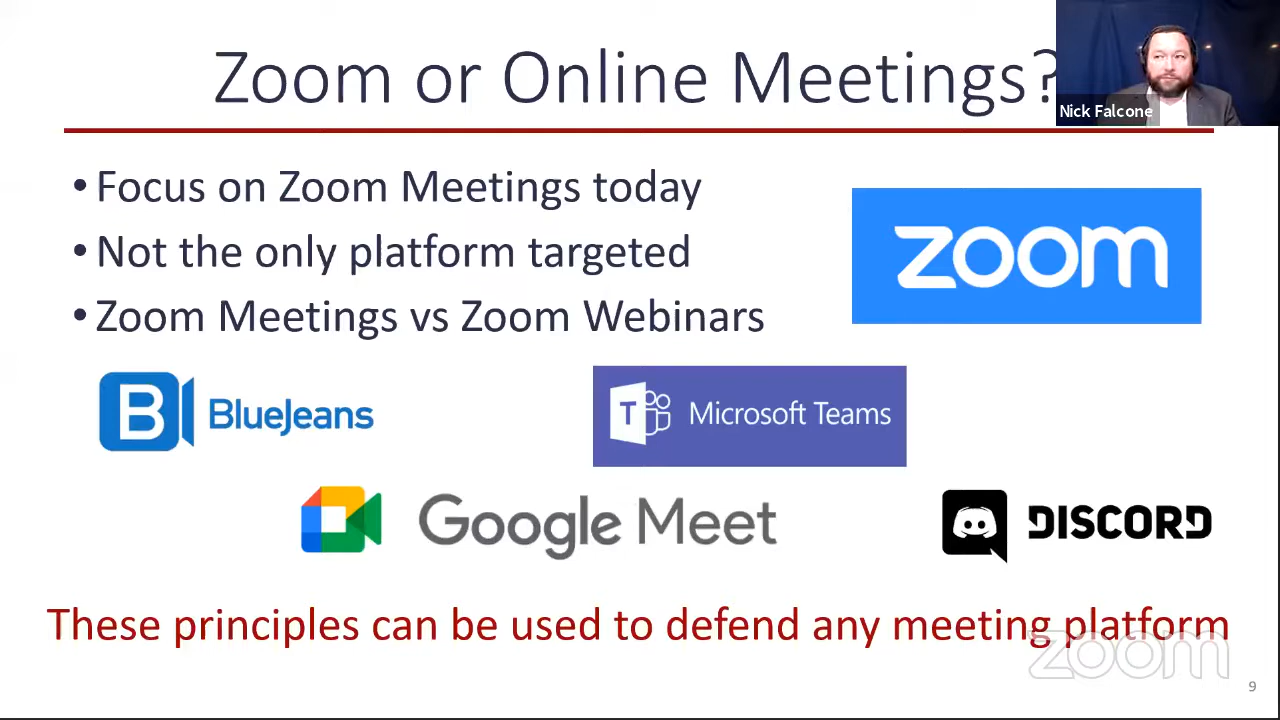 Zoom or Online Meetings?
Nick Falcone
• Focus on Zoom Meetings today
• Not the only platform targeted
• Zoom Meetings vs Zoom Webinars
zoom
B BlueJeans
T Microsoft Teams
Google Meet
DISCORD
These principles can be used to defend any meeting platform
zoom
9